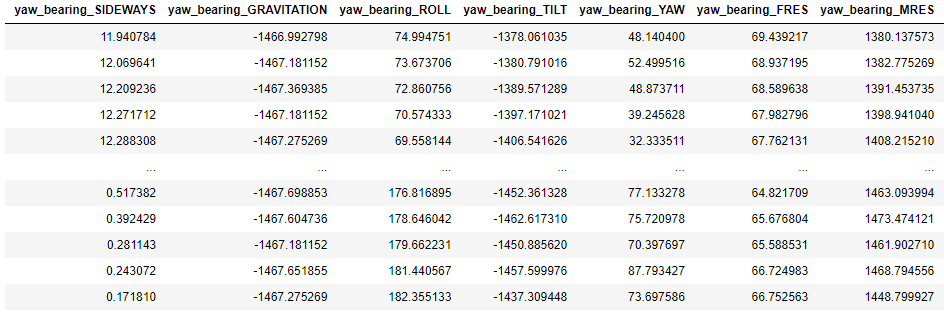 yaw_bearing_SIDEWAYS yaw_bearing_GRAVITATION yaw_bearing_ROLL yaw_bearing_TILT yaw_bearing_YAW yaw_bearing_FRES yaw_bearing_MRES
11.940784 -1466.992798 74.994751 -1378.061035 48.140400 69.439217 1380.137573
12.069641 -1467.181152 73.673706 -1380.791016 52.499516 68.937195 1382.775269
12.209236 -1467.369385 72.860756 -1389.571289 48.873711 68.589638 1391.453735
12.271712 -1467.181152 70.574333 -1397.171021 39.245628 67.982796 1398.941040
12.288308 -1467.275269 69.558144 -1406.541626 32.333511 67.762131 1408.215210
... ... ... ... ... ... ...
0.517382 -1467.698853 176.816895 -1452.361328 77.133278 64.821709 1463.093994
0.392429 -1467.604736 178.646042 -1462.617310 75.720978 65.676804 1473.474121
0.281143 -1467.181152 179.662231 -1450.885620 70.397697 65.588531 1461.902710
0.243072 -1467.651855 181.440567 -1457.599976 87.793427 66.724983 1468.794556
0.171810 -1467.275269 182.355133 -1437.309448 73.697586 66.752563 1448.799927